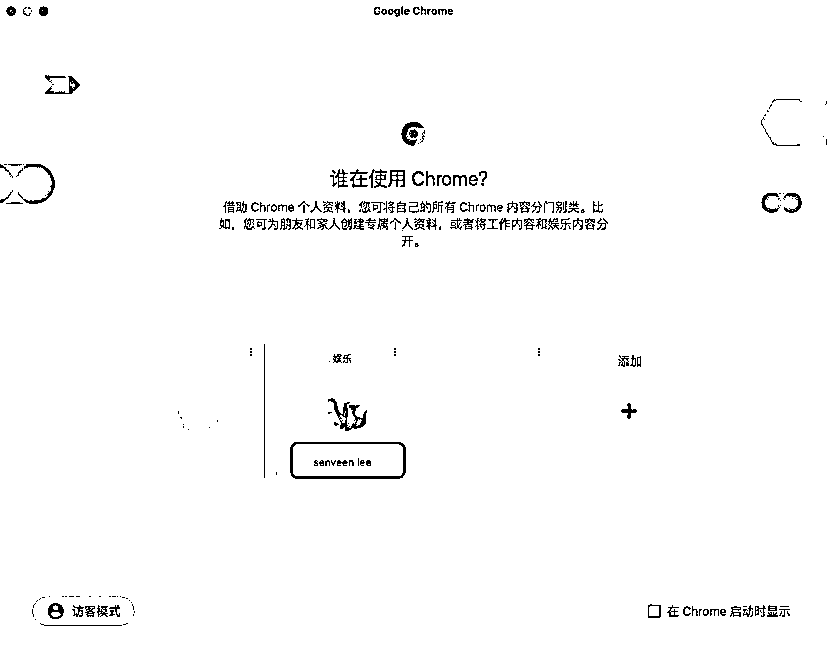 Google Chrome
谁在使用 Chrome?
借助 Chrome 个人资料，您可将自己的所有 Chrome 内容分门别类。比
如，您可为朋友和家人创建专属个人资料，或者将工作内容和娱乐内容分
开。
娱乐
添加
senveen lee
访客模式
在 Chrome 启动时显示